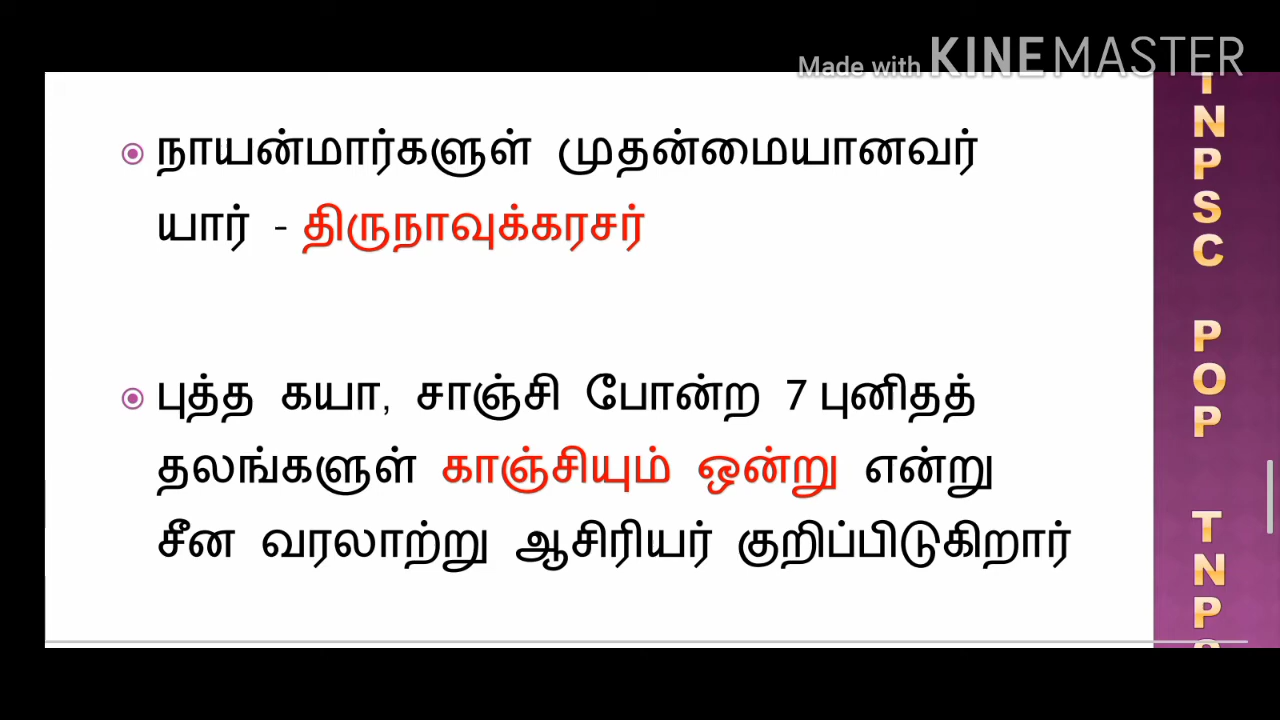 Made with KINEMASTER
நாயன்மார்களுள் முதன்மையானவர்
யார் - திருநாவுக்கரசர்
புத்த கயா, சாஞ்சி போன்ற 7 புனிதத்
தலங்களுள் காஞ்சியும் ஒன்று என்று
சீன வரலாற்று ஆசிரியர் குறிப்பிடுகிறார்
TNPSC POP TNP